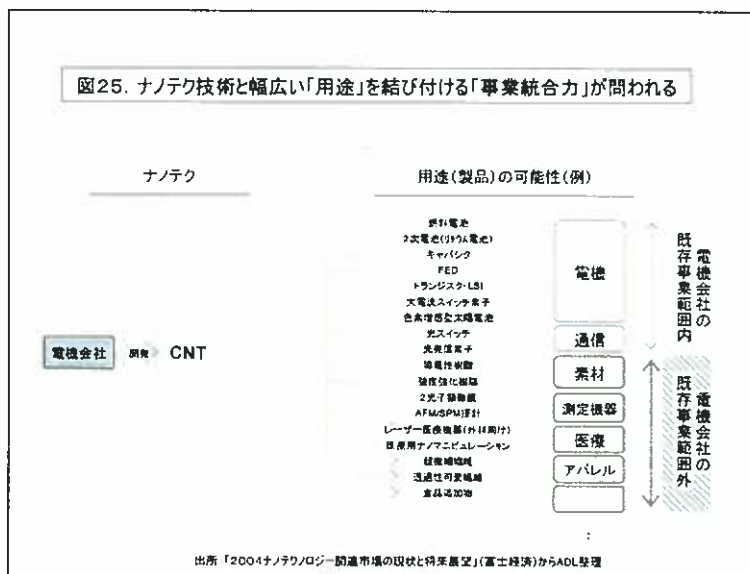 図25. ナノテク技術と幅広い「用途」を結び付ける「事業統合力」が問われる
ナノテク
用途(製品)の可能性(例)
電機会社
開発
CNT
燃料電池
2次電池(リチウム電池)
キャパシタ
FED
トランジスタ・LSI
大電流スイッチ素子
色素増感型太陽電池
光スイッチ
光発信素子
導電性樹脂
強度強化樹脂
2光子顕微鏡
AFM/SPM探針
レーザー医療機器(外科向け)
医療用ナノマニピュレーション
極微細繊維
透過性可変繊維
食品添加物
電機
通信
素材
測定機器
医療
アパレル
:
電機会社の
既存事業範囲内
電機会社の
既存事業範囲外
出所 「2004ナノテクノロジー関連市場の現状と将来展望」(富士経済)からADL整理